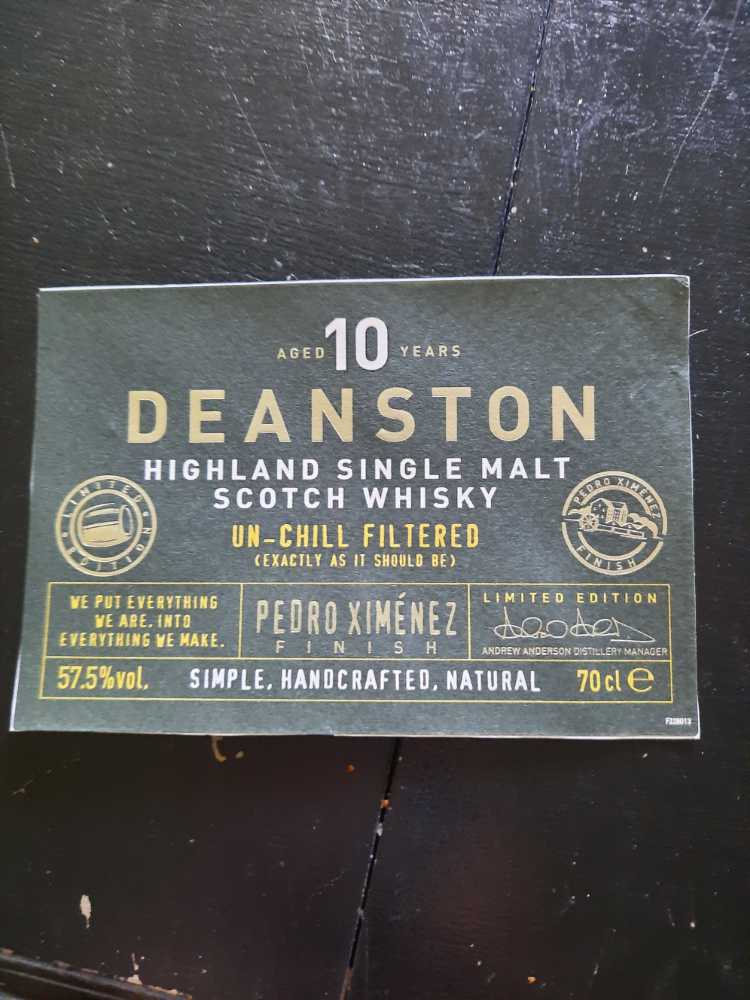 AGED 10 YEARS
DEANSTON
HIGHLAND SINGLE MALT
SCOTCH WHISKY
UN-CHILL FILTERED
(EXACTLY AS IT SHOULD BE)
LIMITED EDITION
PEDRO XIMÉNEZ FINISH
WE PUT EVERYTHING
WE ARE, INTO
EVERYTHING WE MAKE.
PEDRO XIMÉNEZ
FINISH
LIMITED EDITION
ANDREW ANDERSON DISTILLERY MANAGER
57.5%vol. SIMPLE, HANDCRAFTED, NATURAL 70cl e